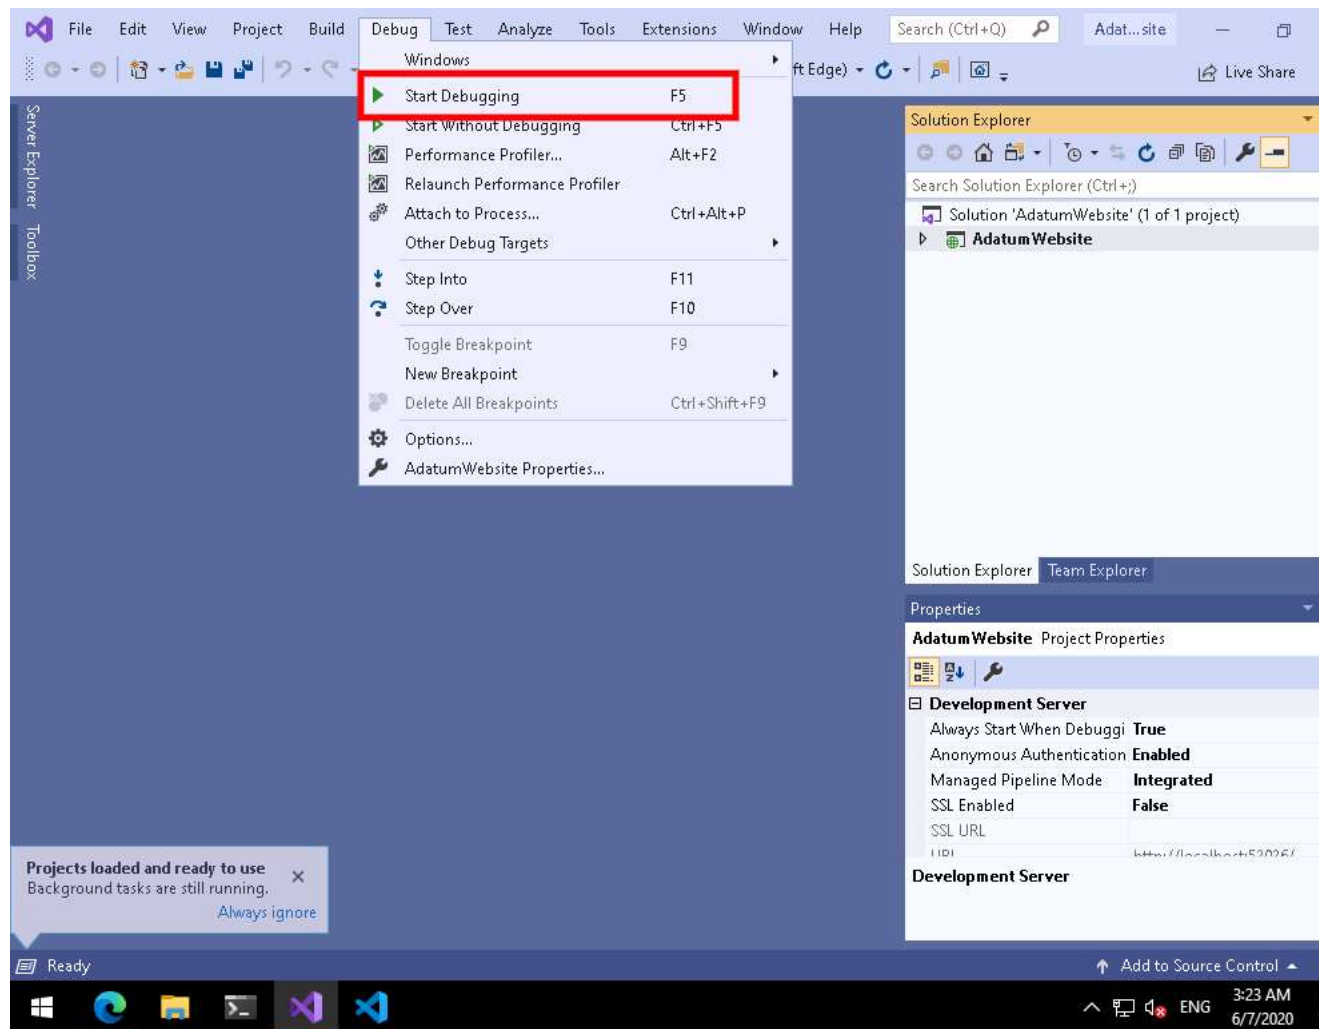 File Edit View Project Build Debug Test Analyze Tools Extensions Window Help Search (Ctrl+Q) Adat...site
ft Edge) Live Share
Server Explorer
Toolbox
Windows
Start Debugging F5
Start Without Debugging Ctrl+F5
Performance Profiler... Alt+F2
Relaunch Performance Profiler
Attach to Process... Ctrl+Alt+P
Other Debug Targets
Step Into F11
Step Over F10
Toggle Breakpoint F9
New Breakpoint
Delete All Breakpoints Ctrl+Shift+F9
Options...
AdatumWebsite Properties...
Solution Explorer
Search Solution Explorer (Ctrl+;)
Solution 'AdatumWebsite' (1 of 1 project)
AdatumWebsite
Solution Explorer Team Explorer
Properties
AdatumWebsite Project Properties
Development Server
Always Start When Debuggi True
Anonymous Authentication Enabled
Managed Pipeline Mode Integrated
SSL Enabled False
SSL URL
URL http://localhost:52026/
Development Server
Projects loaded and ready to use
Background tasks are still running.
Always ignore
Ready Add to Source Control
ENG 3:23 AM
6/7/2020